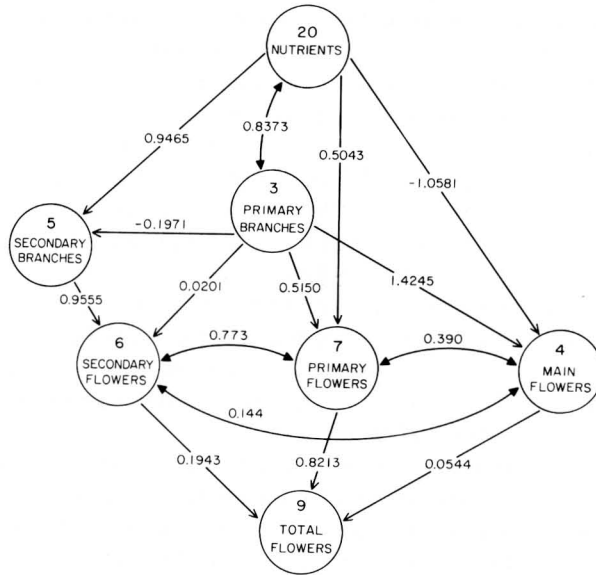 20
NUTRIENTS
0.9465
0.8373
0.5043
-1.0581
3
PRIMARY
BRANCHES
5
SECONDARY
BRANCHES
-0.1971
0.9555
0.0201
0.5150
1.4245
6
SECONDARY
FLOWERS
0.773
7
PRIMARY
FLOWERS
0.390
4
MAIN
FLOWERS
0.144
0.1943
0.8213
0.0544
9
TOTAL
FLOWERS